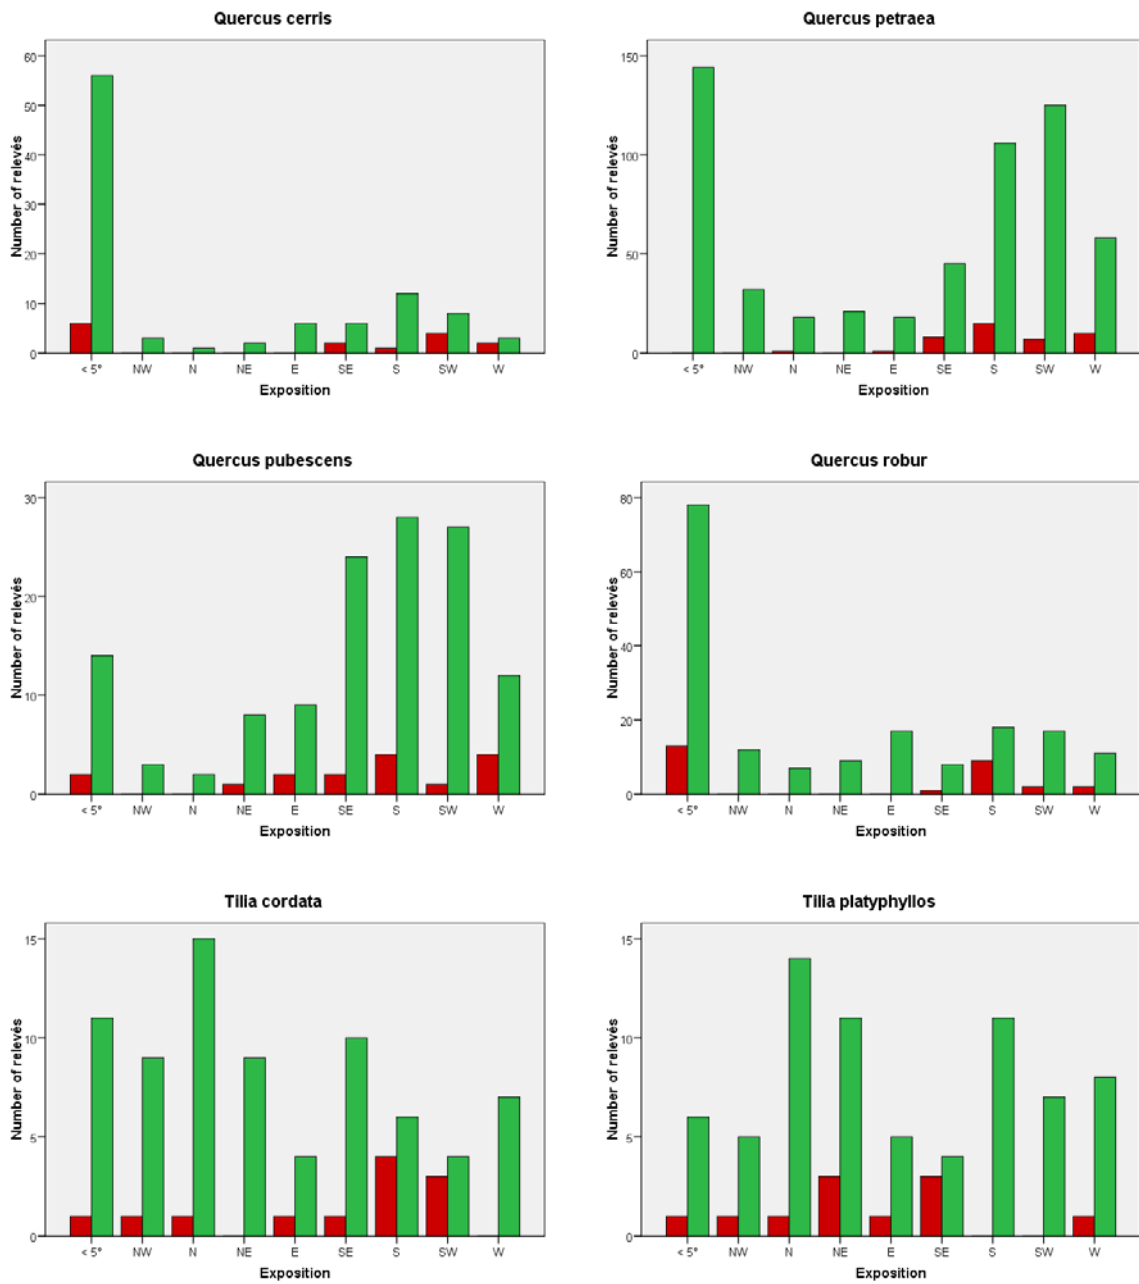 Quercus cerris
Number of relevés
60
50
40
30
20
10
0
< 5° NW N NE E SE S SW W
Exposition
Quercus petraea
Number of relevés
150
100
50
0
< 5° NW N NE E SE S SW W
Exposition
Quercus pubescens
Number of relevés
30
20
10
0
< 5° NW N NE E SE S SW W
Exposition
Quercus robur
Number of relevés
80
60
40
20
0
< 5° NW N NE E SE S SW W
Exposition
Tilia cordata
Number of relevés
15
10
5
0
< 5° NW N NE E SE S SW W
Exposition
Tilia platyphyllos
Number of relevés
15
10
5
0
< 5° NW N NE E SE S SW W
Exposition